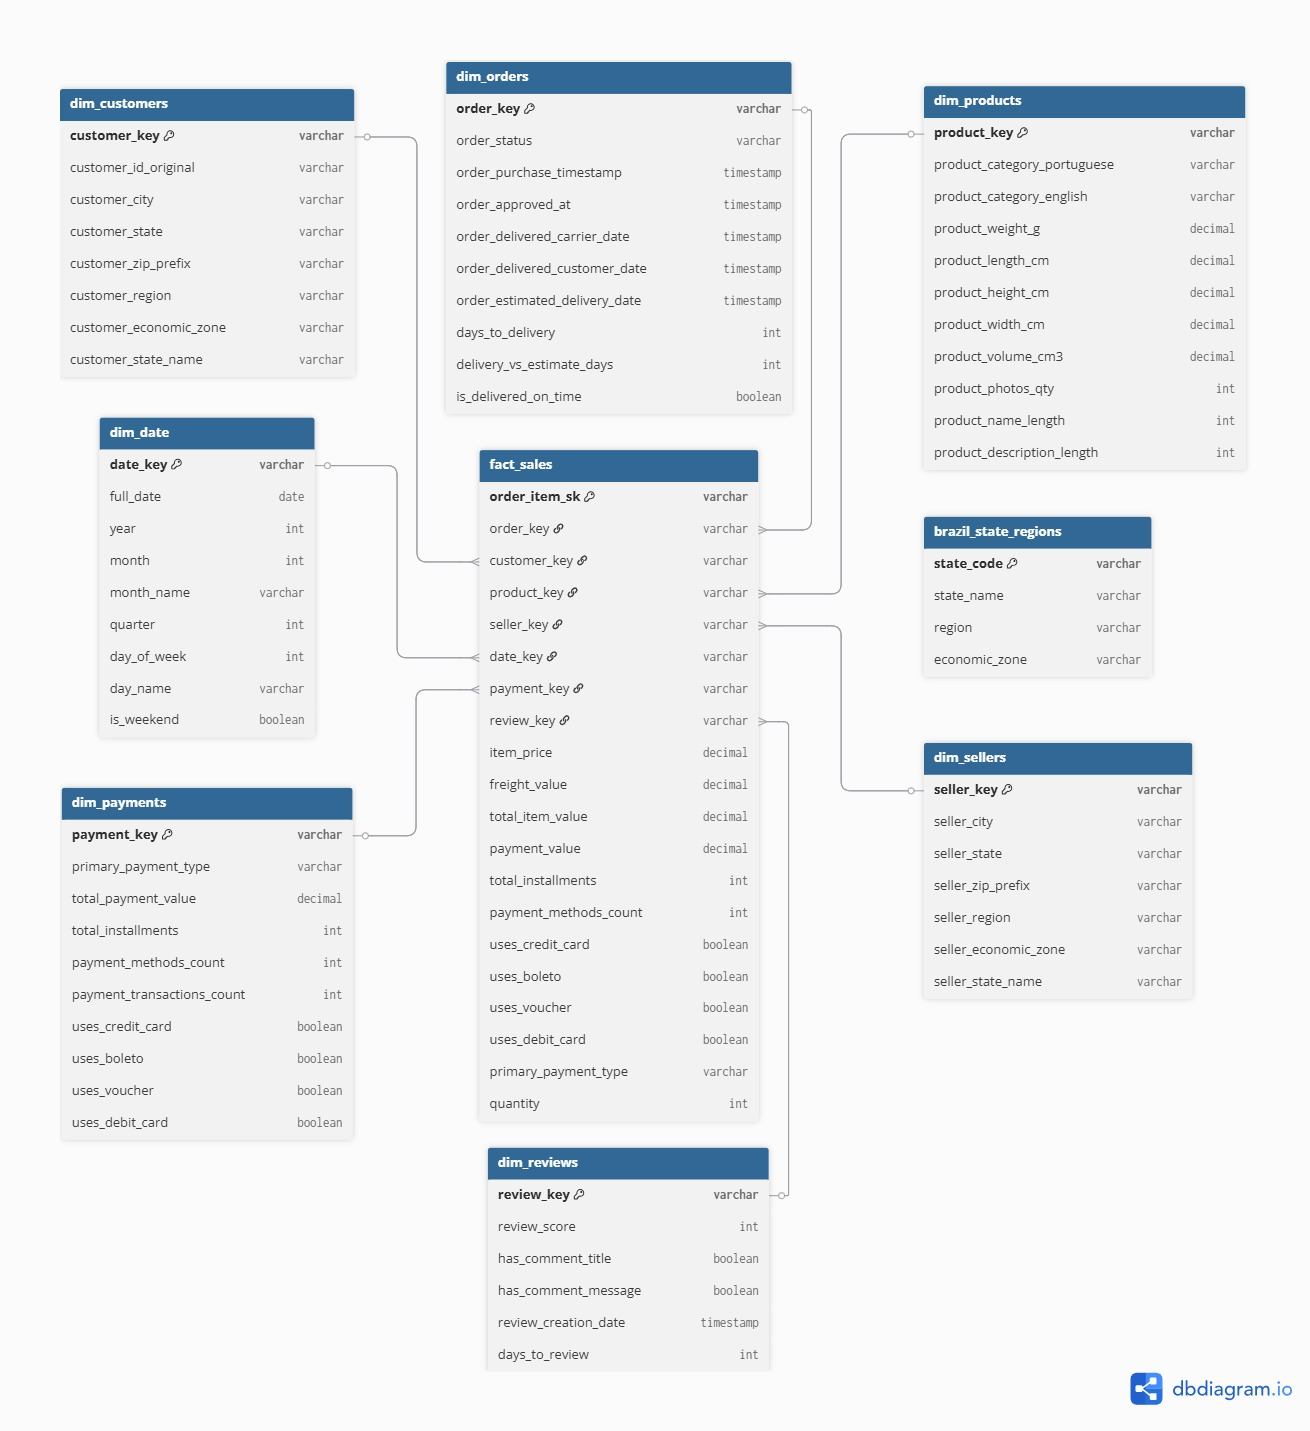 dim_customers
customer_key varchar
customer_id_original varchar
customer_city varchar
customer_state varchar
customer_zip_prefix varchar
customer_region varchar
customer_economic_zone varchar
customer_state_name varchar
dim_orders
order_key varchar
order_status varchar
order_purchase_timestamp timestamp
order_approved_at timestamp
order_delivered_carrier_date timestamp
order_delivered_customer_date timestamp
order_estimated_delivery_date timestamp
days_to_delivery int
delivery_vs_estimate_days int
is_delivered_on_time boolean
dim_products
product_key varchar
product_category_portuguese varchar
product_category_english varchar
product_weight_g decimal
product_length_cm decimal
product_height_cm decimal
product_width_cm decimal
product_volume_cm3 decimal
product_photos_qty int
product_name_length int
product_description_length int
dim_date
date_key varchar
full_date date
year int
month int
month_name varchar
quarter int
day_of_week int
day_name varchar
is_weekend boolean
fact_sales
order_item_sk varchar
order_key varchar
customer_key varchar
product_key varchar
seller_key varchar
date_key varchar
payment_key varchar
review_key varchar
item_price decimal
freight_value decimal
total_item_value decimal
payment_value decimal
total_installments int
payment_methods_count int
uses_credit_card boolean
uses_boleto boolean
uses_voucher boolean
uses_debit_card boolean
primary_payment_type varchar
quantity int
brazil_state_regions
state_code varchar
state_name varchar
region varchar
economic_zone varchar
dim_payments
payment_key varchar
primary_payment_type varchar
total_payment_value decimal
total_installments int
payment_methods_count int
payment_transactions_count int
uses_credit_card boolean
uses_boleto boolean
uses_voucher boolean
uses_debit_card boolean
dim_sellers
seller_key varchar
seller_city varchar
seller_state varchar
seller_zip_prefix varchar
seller_region varchar
seller_economic_zone varchar
seller_state_name varchar
dim_reviews
review_key varchar
review_score int
has_comment_title boolean
has_comment_message boolean
review_creation_date timestamp
days_to_review int
dbdiagram.io